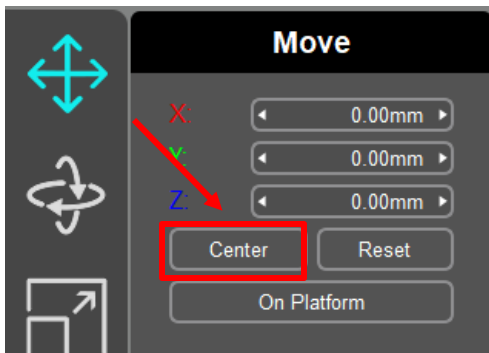 Move
X: 0.00mm
Y: 0.00mm
Z: 0.00mm
Center Reset
On Platform